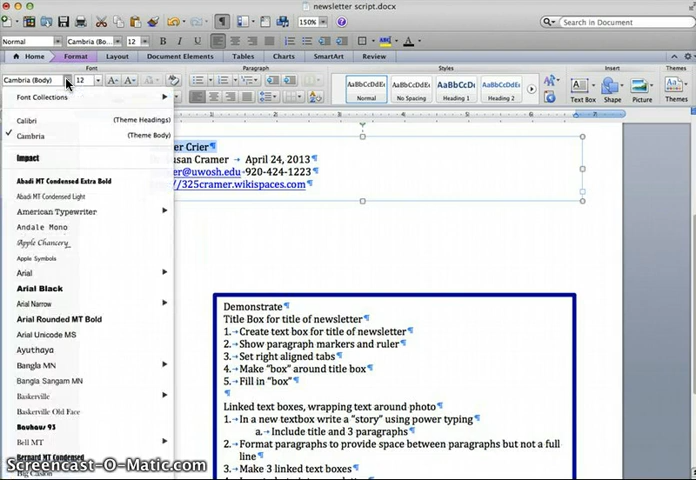 newsletter script.docx
150%
Search in Document
Normal
Cambria (Bo...
12
B I U
Home Format Layout Document Elements Tables Charts SmartArt Review
Font Paragraph Styles Insert Themes
Cambria (Body) 12 A A
AaBbCcDdEe AaBbCcDdEe AaBbCcDd AaBbCcDdEe
Normal No Spacing Heading 1 Heading 2
Text Box Shape Picture Themes
Font Collections
Calibri (Theme Headings)
Cambria (Theme Body)
Impact
Abadi MT Condensed Extra Bold
Abadi MT Condensed Light
American Typewriter
Andale Mono
Apple Chancery
Apple Symbols
Arial
Arial Black
Arial Narrow
Arial Rounded MT Bold
Arial Unicode MS
Ayuthaya
Bangla MN
Bangla Sangam MN
Baskerville
Baskerville Old Face
Bauhaus 93
Bell MT
Bernard MT Condensed
Big Caslon
er Crier¶
usan Cramer → April 24, 2013¶
er@uwosh.edu-920-424-1223¶
//325cramer.wikispaces.com¶
Demonstrate¶
Title Box for title of newsletter¶
1.→Create text box for title of newsletter¶
2.→Show paragraph markers and ruler¶
3.→Set right aligned tabs¶
4.→Make "box" around title box¶
5.→Fill in "box"¶
¶
Linked text boxes, wrapping text around photo¶
1.→In a new textbox write a "story" using power typing¶
a.→Include title and 3 paragraphs¶
2.→Format paragraphs to provide space between paragraphs but not a full
line¶
3.→Make 3 linked text boxes¶
Screencast-O-Matic.com